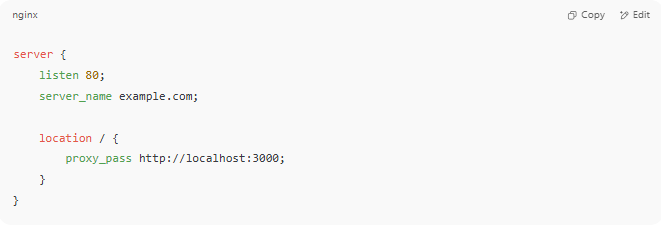 nginx
Copy
Edit
server {
    listen 80;
    server_name example.com;

    location / {
        proxy_pass http://localhost:3000;
    }
}